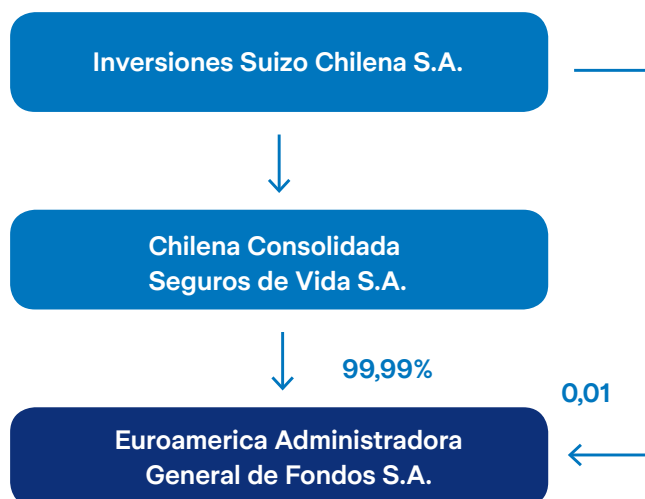 Inversiones Suizo Chilena S.A.
Chilena Consolidada
Seguros de Vida S.A.
99,99%
0,01
Euroamerica Administradora
General de Fondos S.A.